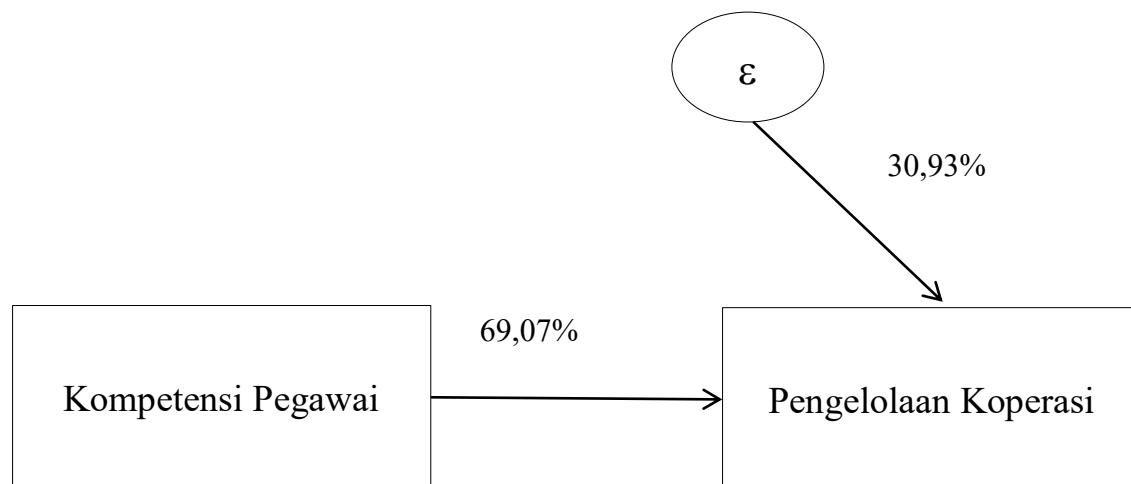 ε
30,93%
69,07%
Kompetensi Pegawai
Pengelolaan Koperasi